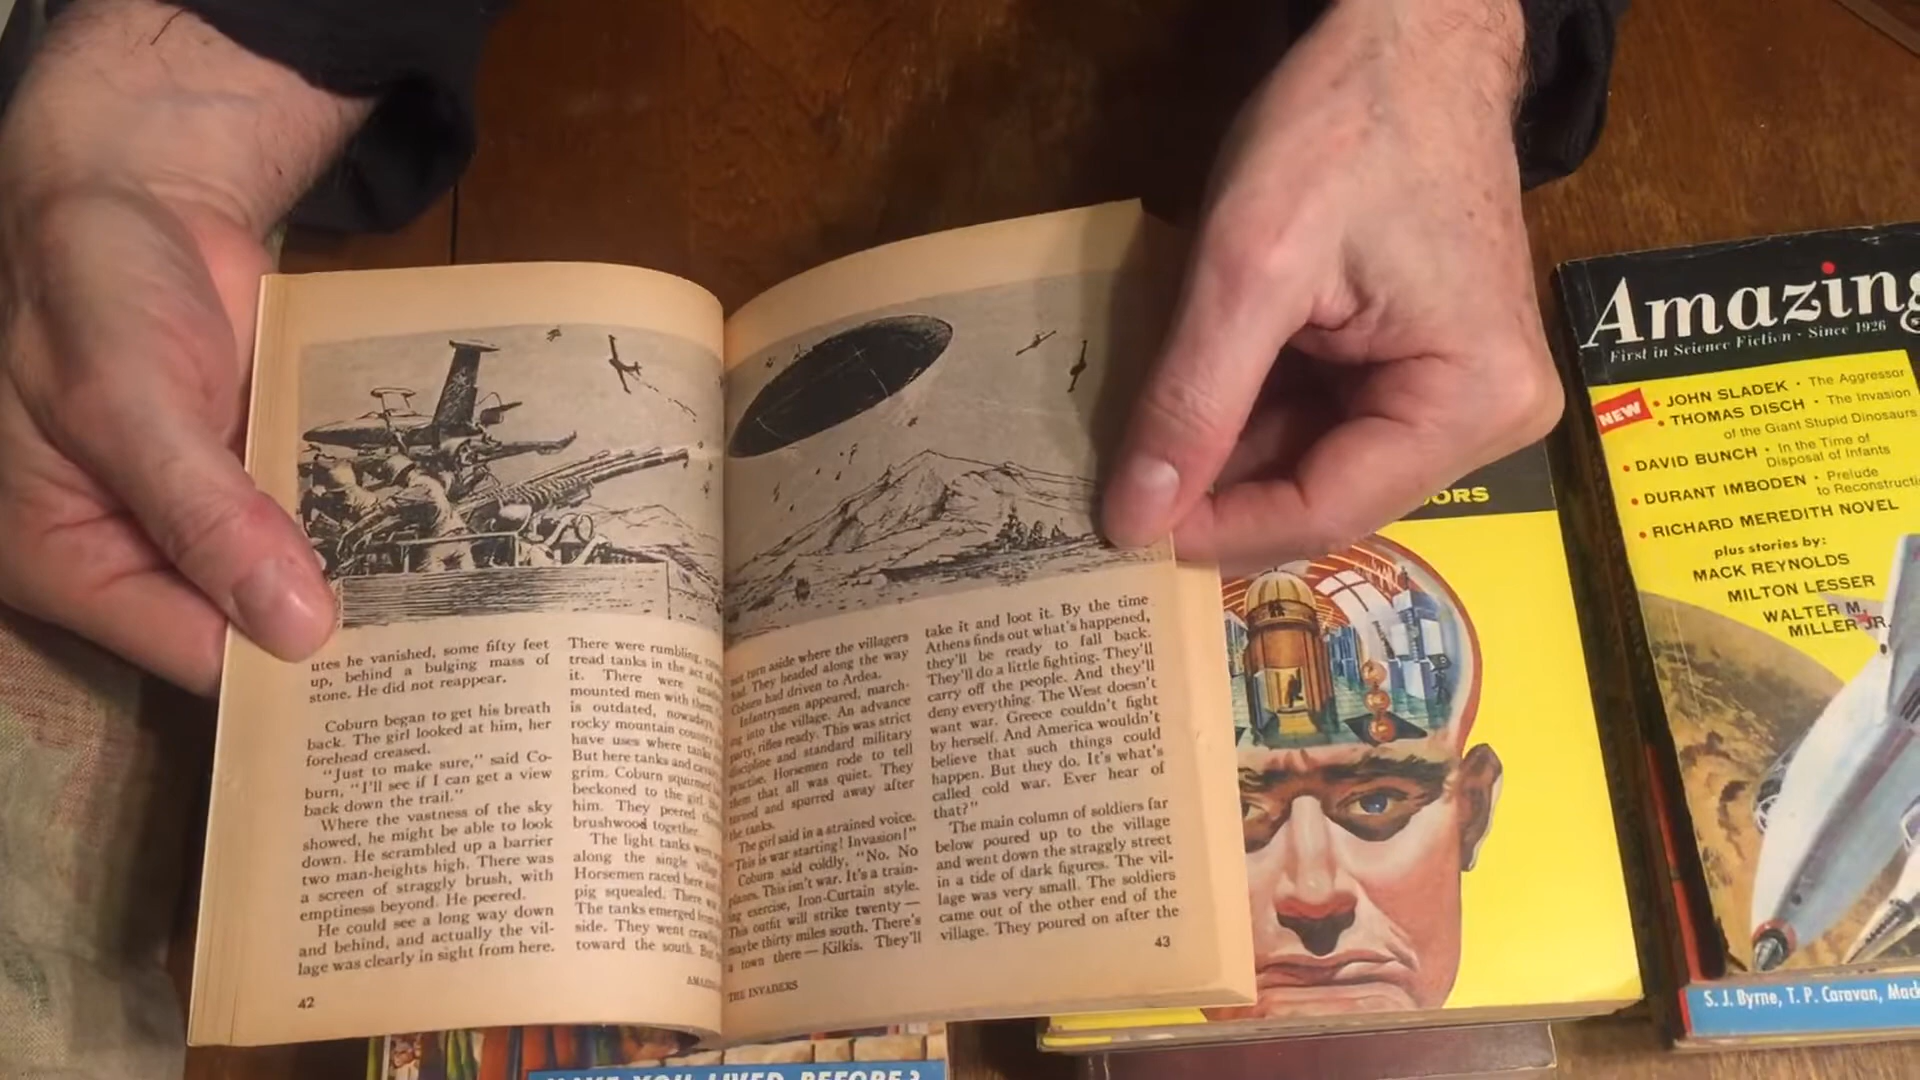 utes he vanished, some fifty feet
up, behind a bulging mass of
stone. He did not reappear.
Coburn began to get his breath
back. The girl looked at him, her
forehead creased.
"Just to make sure," said Co-
burn, "I'll see if I can get a view
back down the trail."
Where the vastness of the sky
showed, he might be able to look
down. He scrambled up a barrier
two man-heights high. There was
a screen of straggly brush, with
emptiness beyond. He peered.
He could see a long way down
and behind, and actually the vil-
lage was clearly in sight from here.
42
There were rumbling,
tread tanks in the act of
it. There were
mounted men with them.
is outdated, nowadays,
rocky mountain country
have uses where tanks
But here tanks and
grim. Coburn squirmed
beckoned to the girl
him. They peered
brushwood together.
The light tanks were
along the single
Horsemen raced here
pig squealed. There
The tanks emerged from
side. They went
toward the south. But
turn aside where the villagers
had. They headed along the way
Coburn had driven to Ardea.
Infantrymen appeared, march-
ing into the village. An advance
party, rifles ready. This was strict
discipline and standard military
practise. Horsemen rode to tell
them that all was quiet. They
turned and spurred away after
the tanks.
The girl said in a strained voice.
"This is war starting! Invasion!"
Coburn said coldly, "No. No
planes. This isn't war. It's a train-
ing exercise, Iron-Curtain style.
This outfit will strike twenty —
maybe thirty miles south. There's
a town there — Kilkis. They'll
THE INVADERS
take it and loot it. By the time
Athens finds out what's happened,
they'll be ready to fall back.
They'll do a little fighting. They'll
carry off the people. And they'll
deny everything. The West doesn't
want war. Greece couldn't fight
by herself. And America wouldn't
believe that such things could
happen. But they do. It's what's
called cold war. Ever hear of
that?"
The main column of soldiers far
below poured up to the village
and went down the straggly street
in a tide of dark figures. The vil-
lage was very small. The soldiers
came out of the other end of the
village. They poured on after the
43
HAVE YOU LIVED BEFORE?
Amazing
First in Science Fiction · Since 1926
NEW
• JOHN SLADEK • The Aggressor
• THOMAS DISCH • The Invasion
of the Giant Stupid Dinosaurs
• DAVID BUNCH • In the Time of
Disposal of Infants
• DURANT IMBODEN • Prelude
to
• RICHARD MEREDITH NOVEL
plus stories by:
MACK REYNOLDS
MILTON LESSER
WALTER M.
MILLER JR.
S. J. Byrne, T. P. Caravan,